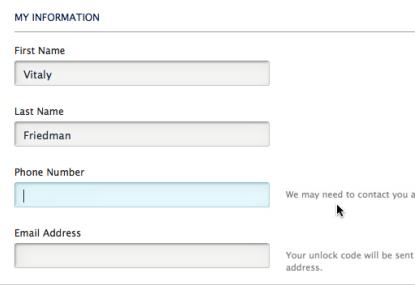 MY INFORMATION
First Name
Vitaly
Last Name
Friedman
Phone Number
We may need to contact you a
Email Address
Your unlock code will be sent
address.